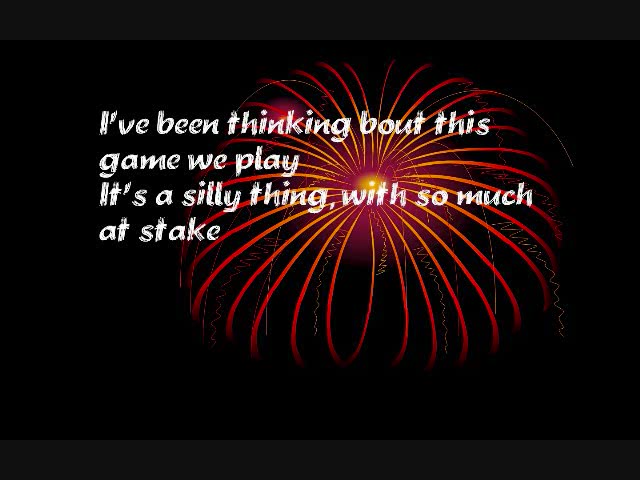 I've been thinking bout this
game we play
It's a silly thing, with so much
at stake